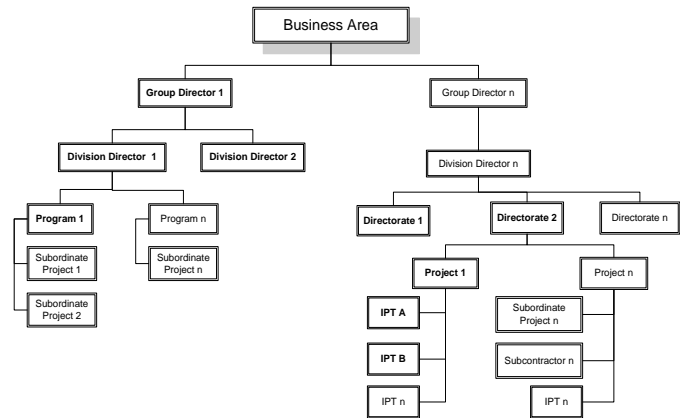 Business Area
Group Director 1
Group Director n
Division Director 1
Division Director 2
Division Director n
Program 1
Program n
Directorate 1
Directorate 2
Directorate n
Subordinate
Project 1
Subordinate
Project n
Project 1
Project n
Subordinate
Project 2
IPT A
Subordinate
Project n
IPT B
Subcontractor n
IPT n
IPT n